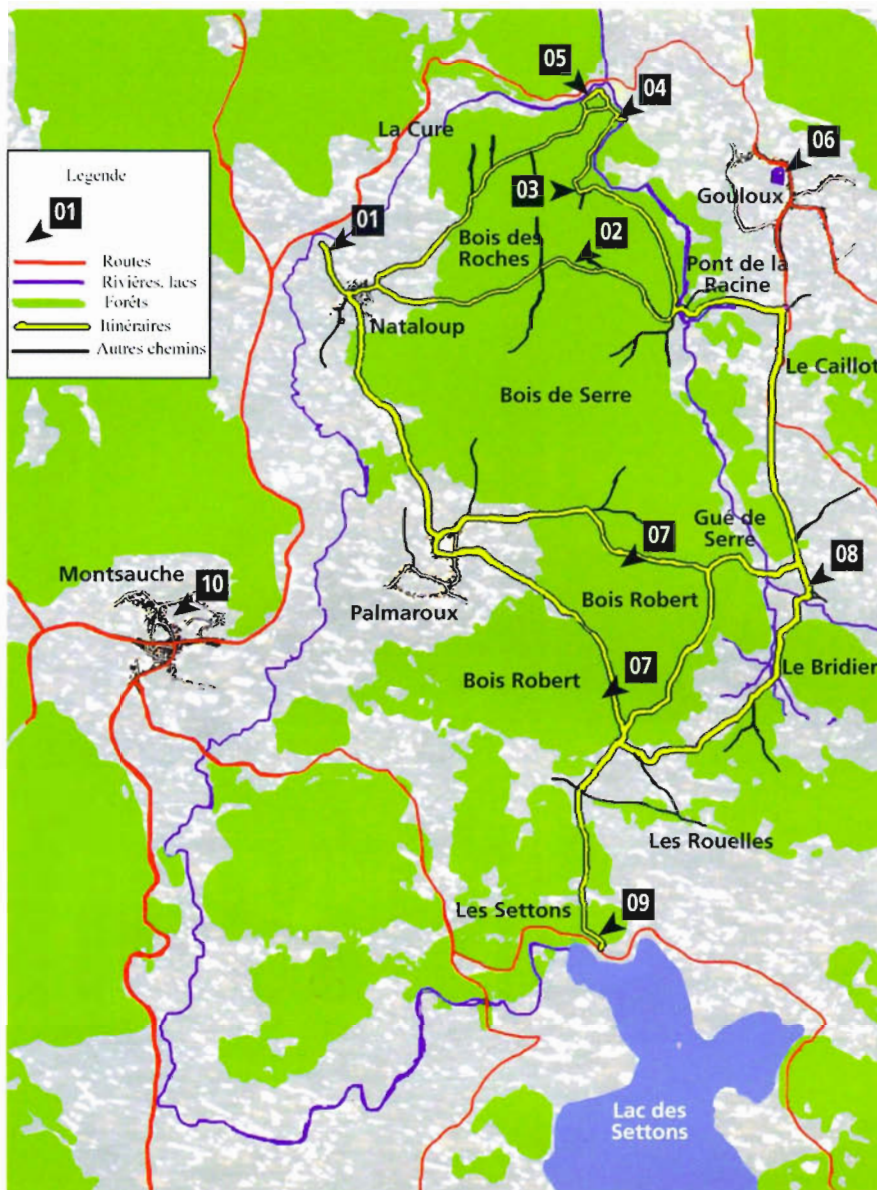 05
04
La Cure
06
Legende
01
Routes
Rivières, lacs
Forêts
Itinéraires
Autres chemins
03
Gouloux
01
Bois des
Roches
02
Pont de la
Racine
Nataloup
Le Caillot
Bois de Serre
Gué de
Serre
07
08
Montsauche
10
Palmaroux
Bois Robert
Bois Robert
07
Le Bridier
Les Rouelles
Les Settons
09
Lac des
Settons